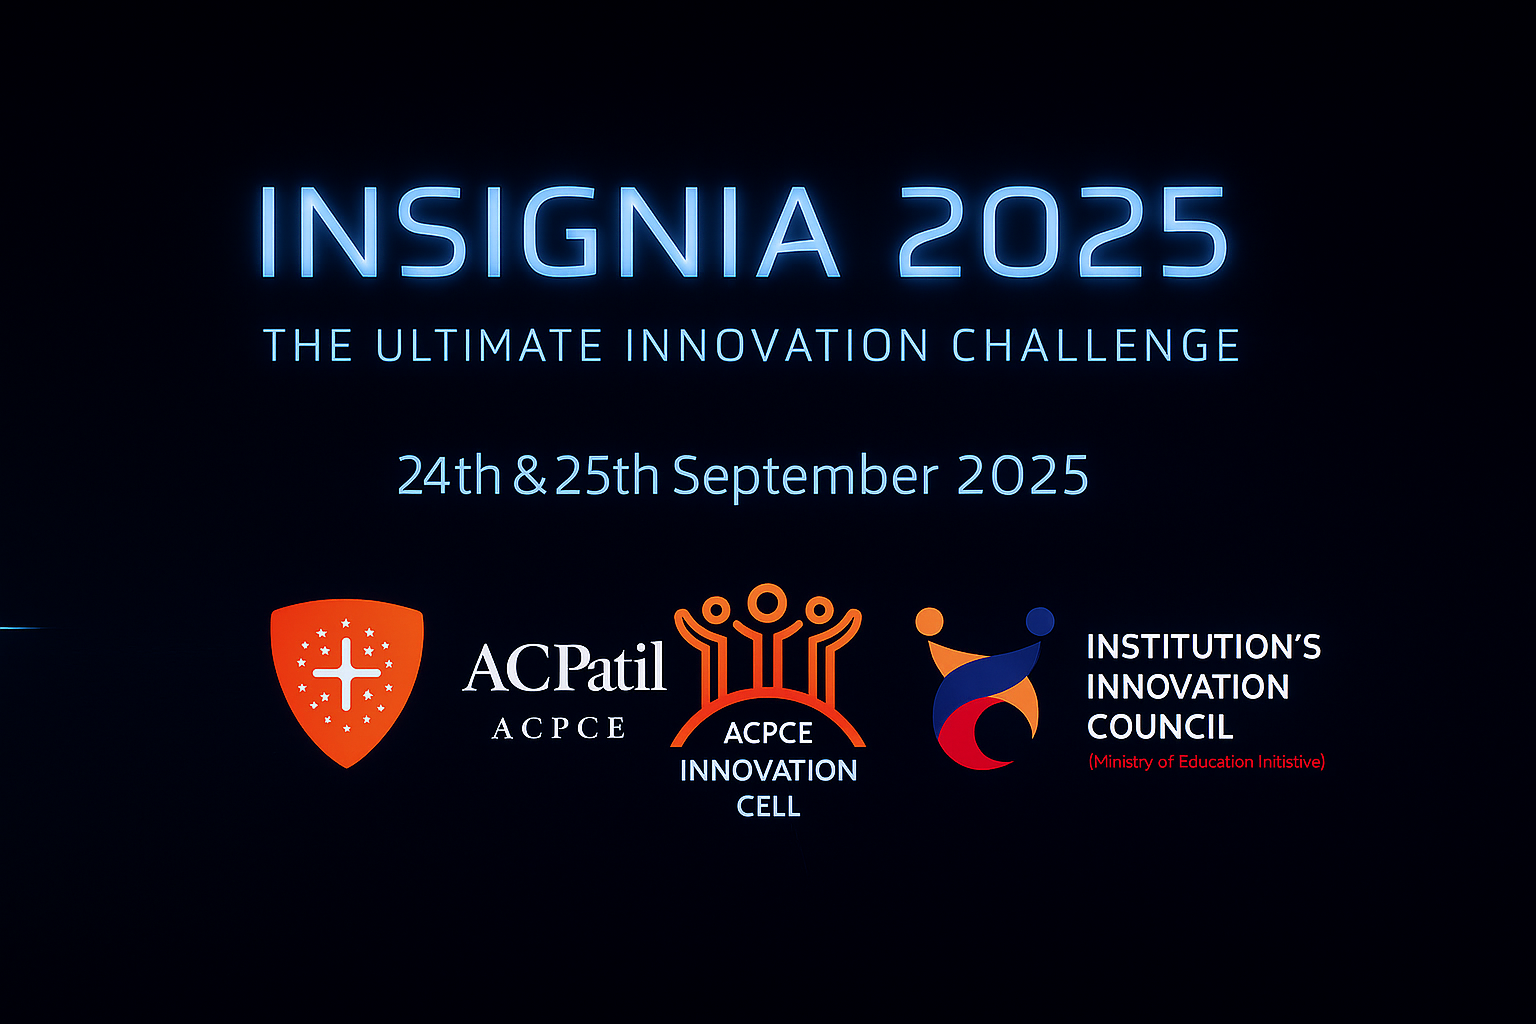 INSIGNIA 2025
THE ULTIMATE INNOVATION CHALLENGE
24th & 25th September 2025
ACPatil
ACPCE
ACPCE
INNOVATION
CELL
INSTITUTION'S
INNOVATION
COUNCIL
(Ministry of Education Initistive)